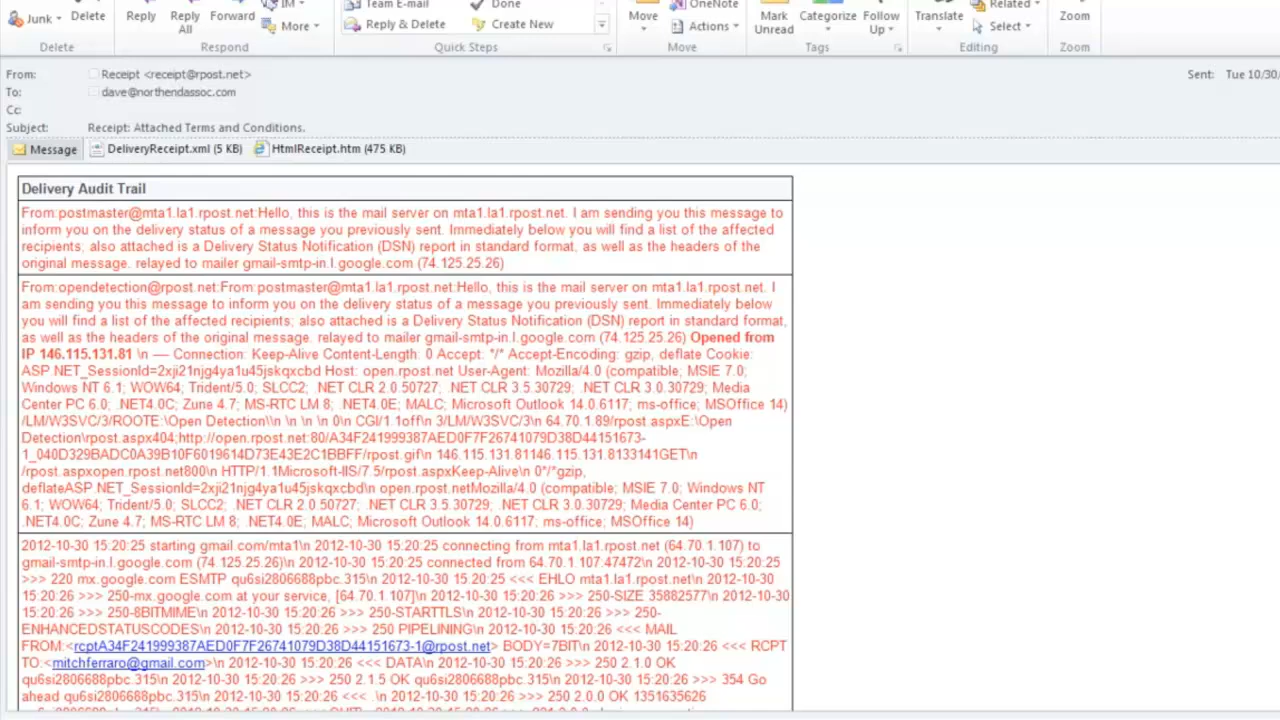 IM
Team E-mail
Done
OneNote
Related
Junk
Delete
Reply
Reply All
Forward
More
Reply & Delete
Create New
Move
Actions
Mark Unread
Categorize
Follow Up
Translate
Select
Zoom
Delete
Respond
Quick Steps
Move
Tags
Editing
Zoom
From: Receipt <receipt@rpost.net>
Sent: Tue 10/30/
To: dave@northendassoc.com
Cc:
Subject: Receipt: Attached Terms and Conditions.
Message DeliveryReceipt.xml (5 KB) HtmlReceipt.htm (475 KB)
Delivery Audit Trail
From:postmaster@mta1.la1.rpost.net:Hello, this is the mail server on mta1.la1.rpost.net. I am sending you this message to
inform you on the delivery status of a message you previously sent. Immediately below you will find a list of the affected
recipients; also attached is a Delivery Status Notification (DSN) report in standard format, as well as the headers of the
original message. relayed to mailer gmail-smtp-in.l.google.com (74.125.25.26)
From:opendetection@rpost.net:From:postmaster@mta1.la1.rpost.net:Hello, this is the mail server on mta1.la1.rpost.net. I
am sending you this message to inform you on the delivery status of a message you previously sent. Immediately below
you will find a list of the affected recipients; also attached is a Delivery Status Notification (DSN) report in standard format,
as well as the headers of the original message. relayed to mailer gmail-smtp-in.l.google.com (74.125.25.26) Opened from
IP 146.115.131.81 \n ---- Connection: Keep-Alive Content-Length: 0 Accept: */* Accept-Encoding: gzip, deflate Cookie:
ASP.NET_SessionId=2xji21njg4ya1u45jskqxcbd Host: open.rpost.net User-Agent: Mozilla/4.0 (compatible; MSIE 7.0;
Windows NT 6.1; WOW64; Trident/5.0; SLCC2; .NET CLR 2.0.50727; .NET CLR 3.5.30729; .NET CLR 3.0.30729; Media
Center PC 6.0; .NET4.0C; Zune 4.7; MS-RTC LM 8; .NET4.0E; MALC; Microsoft Outlook 14.0.6117; ms-office; MSOffice 14)
/LM/W3SVC/3/ROOTE:\Open Detection\\n \n \n \n 0\n CGI/1.1off\n 3/LM/W3SVC/3\n 64.70.1.89/rpost.aspxE:\Open
Detection\rpost.aspx404;http://open.rpost.net:80/A34F241999387AED0F7F26741079D38D44151673-
1_040D329BADC0A39B10F6019614D73E43E2C1BBFF/rpost.gif\n 146.115.131.81146.115.131.8133141GET\n
/rpost.aspxopen.rpost.net800\n HTTP/1.1Microsoft-IIS/7.5/rpost.aspxKeep-Alive\n 0*/*gzip,
deflateASP.NET_SessionId=2xji21njg4ya1u45jskqxcbd\n open.rpost.netMozilla/4.0 (compatible; MSIE 7.0; Windows NT
6.1; WOW64; Trident/5.0; SLCC2; .NET CLR 2.0.50727; .NET CLR 3.5.30729; .NET CLR 3.0.30729; Media Center PC 6.0;
.NET4.0C; Zune 4.7; MS-RTC LM 8; .NET4.0E; MALC; Microsoft Outlook 14.0.6117; ms-office; MSOffice 14)
2012-10-30 15:20:25 starting gmail.com/mta1\n 2012-10-30 15:20:25 connecting from mta1.la1.rpost.net (64.70.1.107) to
gmail-smtp-in.l.google.com (74.125.25.26)\n 2012-10-30 15:20:25 connected from 64.70.1.107:47472\n 2012-10-30 15:20:25
>>> 220 mx.google.com ESMTP qu6si2806688pbc.315\n 2012-10-30 15:20:25 <<< EHLO mta1.la1.rpost.net\n 2012-10-30
15:20:26 >>> 250-mx.google.com at your service, [64.70.1.107]\n 2012-10-30 15:20:26 >>> 250-SIZE 35882577\n 2012-10-30
15:20:26 >>> 250-8BITMIME\n 2012-10-30 15:20:26 >>> 250-STARTTLS\n 2012-10-30 15:20:26 >>> 250-
ENHANCEDSTATUSCODES\n 2012-10-30 15:20:26 >>> 250 PIPELINING\n 2012-10-30 15:20:26 <<< MAIL
FROM:<rcptA34F241999387AED0F7F26741079D38D44151673-1@rpost.net> BODY=7BIT\n 2012-10-30 15:20:26 <<< RCPT
TO:<mitchferraro@gmail.com>\n 2012-10-30 15:20:26 <<< DATA\n 2012-10-30 15:20:26 >>> 250 2.1.0 OK
qu6si2806688pbc.315\n 2012-10-30 15:20:26 >>> 250 2.1.5 OK qu6si2806688pbc.315\n 2012-10-30 15:20:26 >>> 354 Go
ahead qu6si2806688pbc.315\n 2012-10-30 15:20:26 <<< .\n 2012-10-30 15:20:26 >>> 250 2.0.0 OK 1351635626